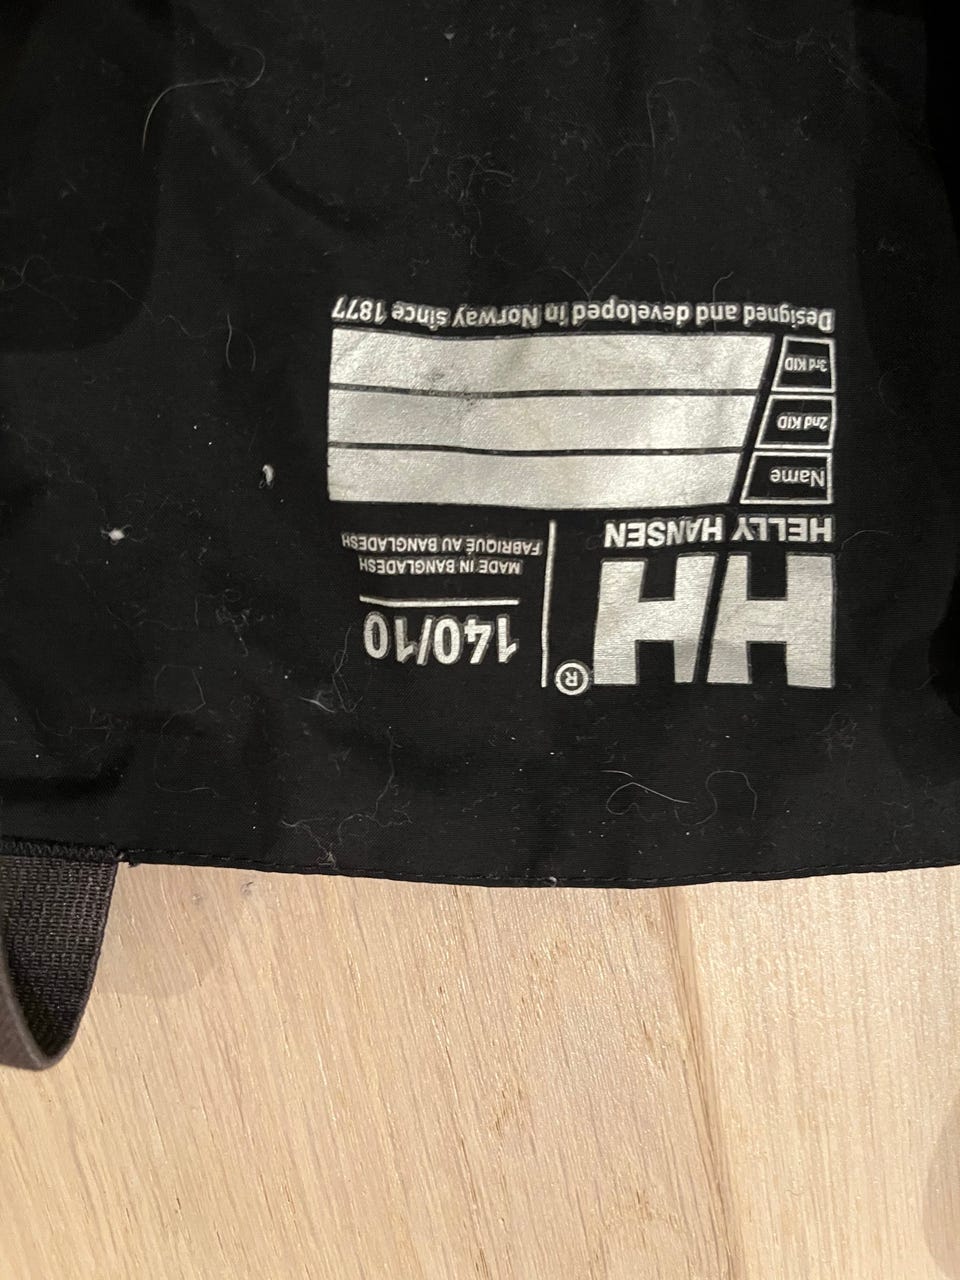 HH®
HELLY HANSEN
140/10
MADE IN BANGLADESH
FABRIQUÉ AU BANGLADESH
Name
2nd KID
3rd KID
Designed and developed in Norway since 1877